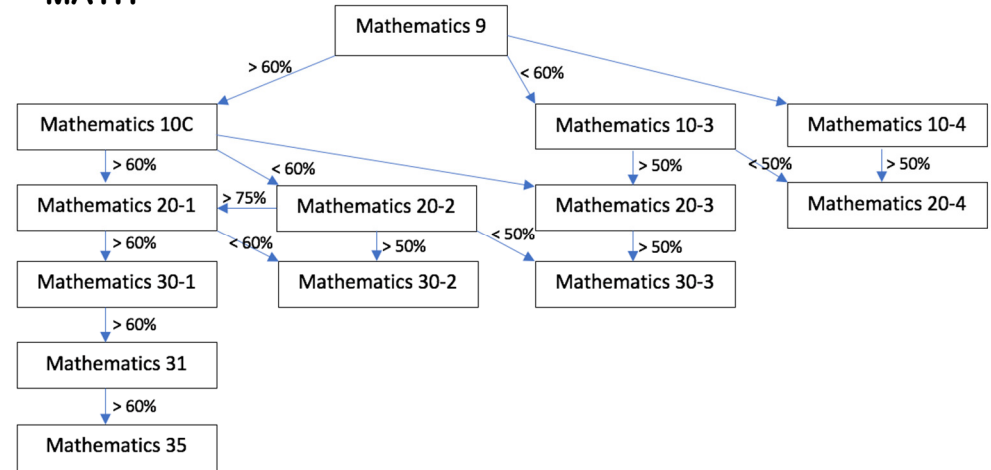 MATH
Mathematics 9
> 60%
< 60%
Mathematics 10C
Mathematics 10-3
Mathematics 10-4
> 60%
< 60%
> 50%
< 50%
> 50%
Mathematics 20-1
> 75%
Mathematics 20-2
Mathematics 20-3
Mathematics 20-4
> 60%
< 60%
> 50%
< 50%
> 50%
Mathematics 30-1
Mathematics 30-2
Mathematics 30-3
> 60%
Mathematics 31
> 60%
Mathematics 35